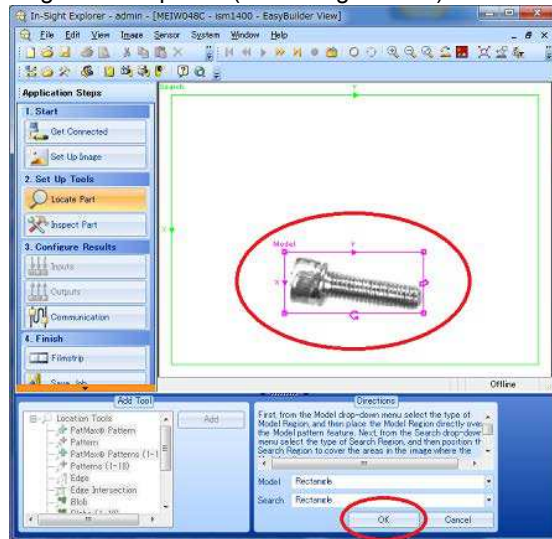 In-Sight Explorer - admin - [MEIW048C - ism1400 - EasyBuilder View]
File Edit View Image Sensor System Window Help
Application Steps
1. Start
Get Connected
Set Up Image
2. Set Up Tools
Locate Part
Inspect Part
3. Configure Results
Inputs
Outputs
Communication
4. Finish
Filmstrip
Save Job
Search
Y
X
Model
Y
X
Offline
Add Tool
Location Tools
PatMax® Pattern
Pattern
PatMax® Patterns (1-1
Patterns (1-10)
Edge
Edge Intersection
Blob
Add
Directions
First, from the Model drop-down menu select the type of
Model Region, and then place the Model Region directly over
the Model pattern feature. Next, from the Search drop-down
menu select the type of Search Region, and then position th
Search Region to cover the areas in the image where the
Model Rectangle
Search Rectangle
OK Cancel